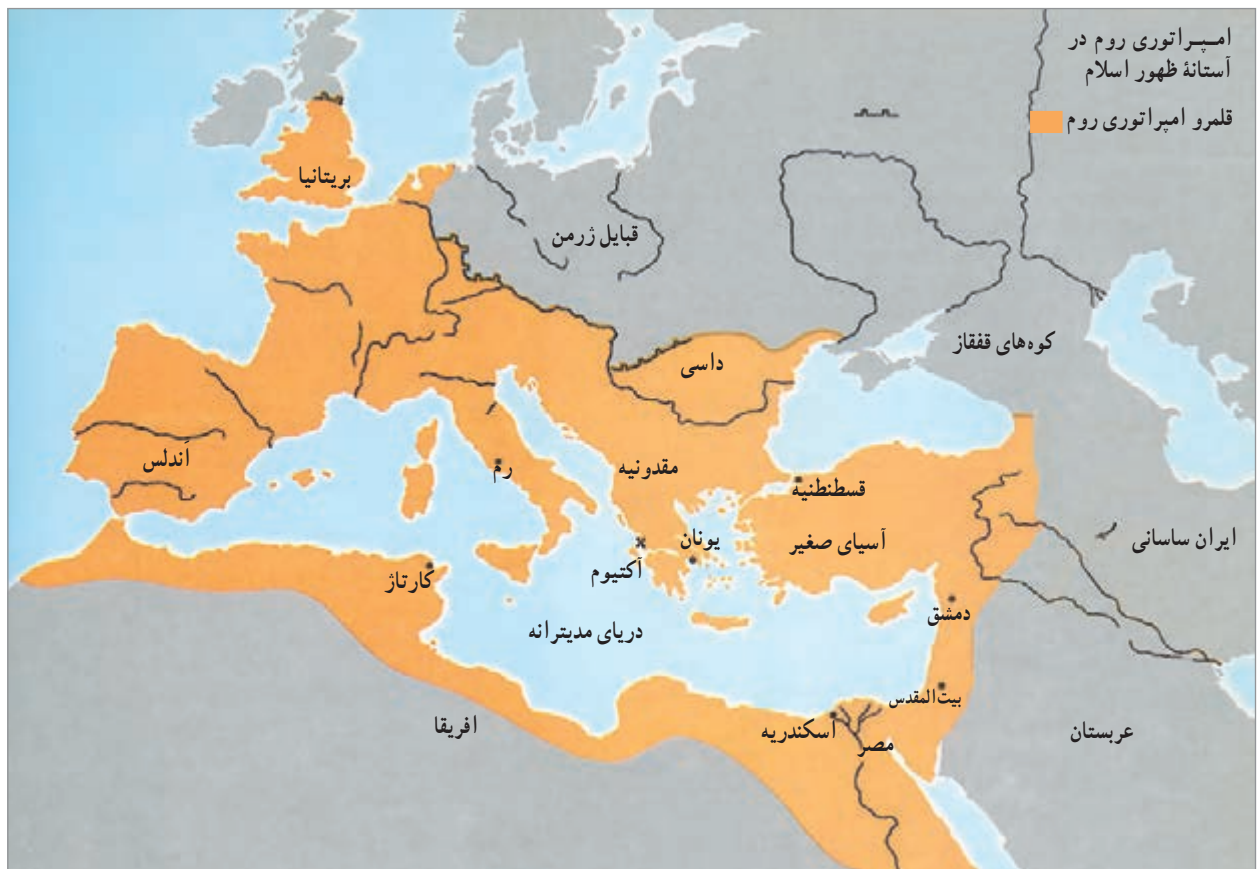 امـپـراتوری روم در
آستانهٔ ظهور اسلام
قلمرو امپراتوری روم
بریتانیا
قبایل ژرمن
کوه‌های قفقاز
داسی
اَندلس
رُم
مقدونیه
قسطنطنیه
یونان
آسیای صغیر
ایران ساسانی
کارتاژ
آکتیوم
دمشق
دریای مدیترانه
بیت‌المقدس
اسکندریه
مصر
افریقا
عربستان